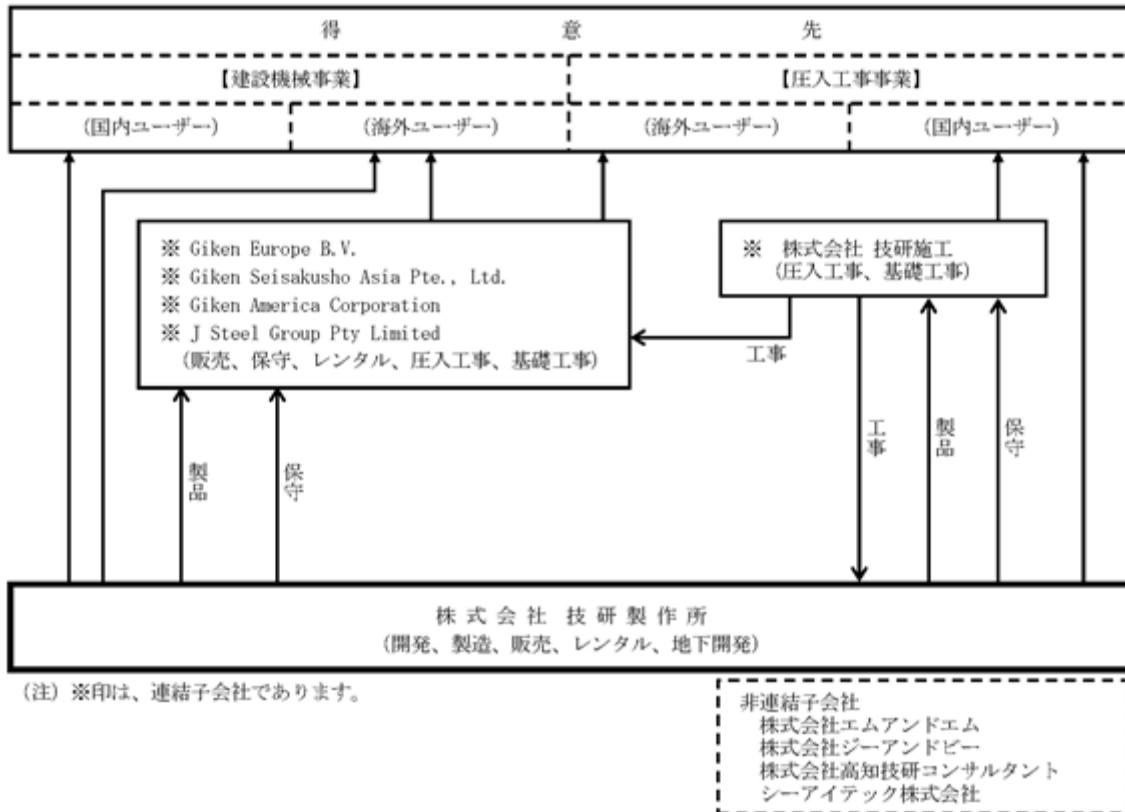 得意先
【建設機械事業】
【圧入工事事業】
(国内ユーザー)
(海外ユーザー)
(海外ユーザー)
(国内ユーザー)
※ Giken Europe B.V.
※ Giken Seisakusho Asia Pte., Ltd.
※ Giken America Corporation
※ J Steel Group Pty Limited
(販売、保守、レンタル、圧入工事、基礎工事)
※ 株式会社 技研施工
(圧入工事、基礎工事)
工事
製品
保守
工事
製品
保守
株式会社 技研製作所
(開発、製造、販売、レンタル、地下開発)
(注) ※印は、連結子会社であります。
非連結子会社
株式会社エムアンドエム
株式会社ジーアンドビー
株式会社高知技研コンサルタント
シーアイテック株式会社